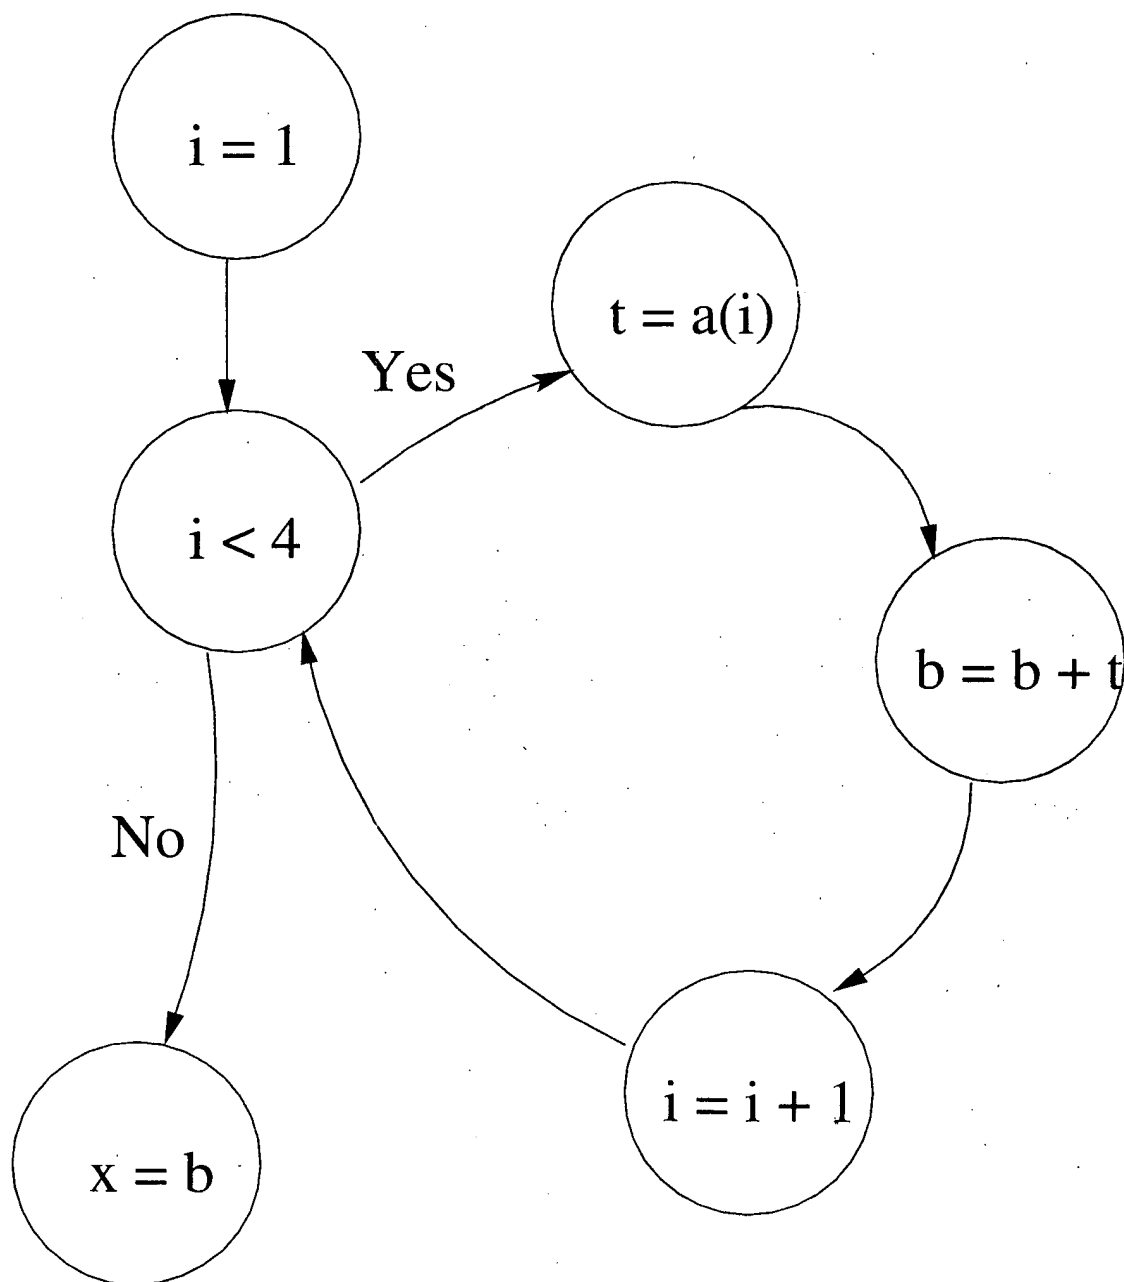 i = 1
t = a(i)
Yes
i < 4
b = b + t
No
i = i + 1
x = b